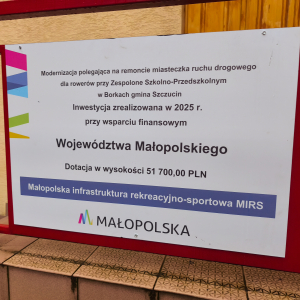 Modernizacja polegająca na remoncie miasteczka ruchu drogowego
dla rowerów przy Zespolone Szkolno-Przedszkolnym
w Borkach gmina Szczucin
Inwestycja zrealizowana w 2025 r.
przy wsparciu finansowym
Województwa Małopolskiego
Dotacja w wysokości 51 700,00 PLN
Małopolska infrastruktura rekreacyjno-sportowa MIRS
MAŁOPOLSKA